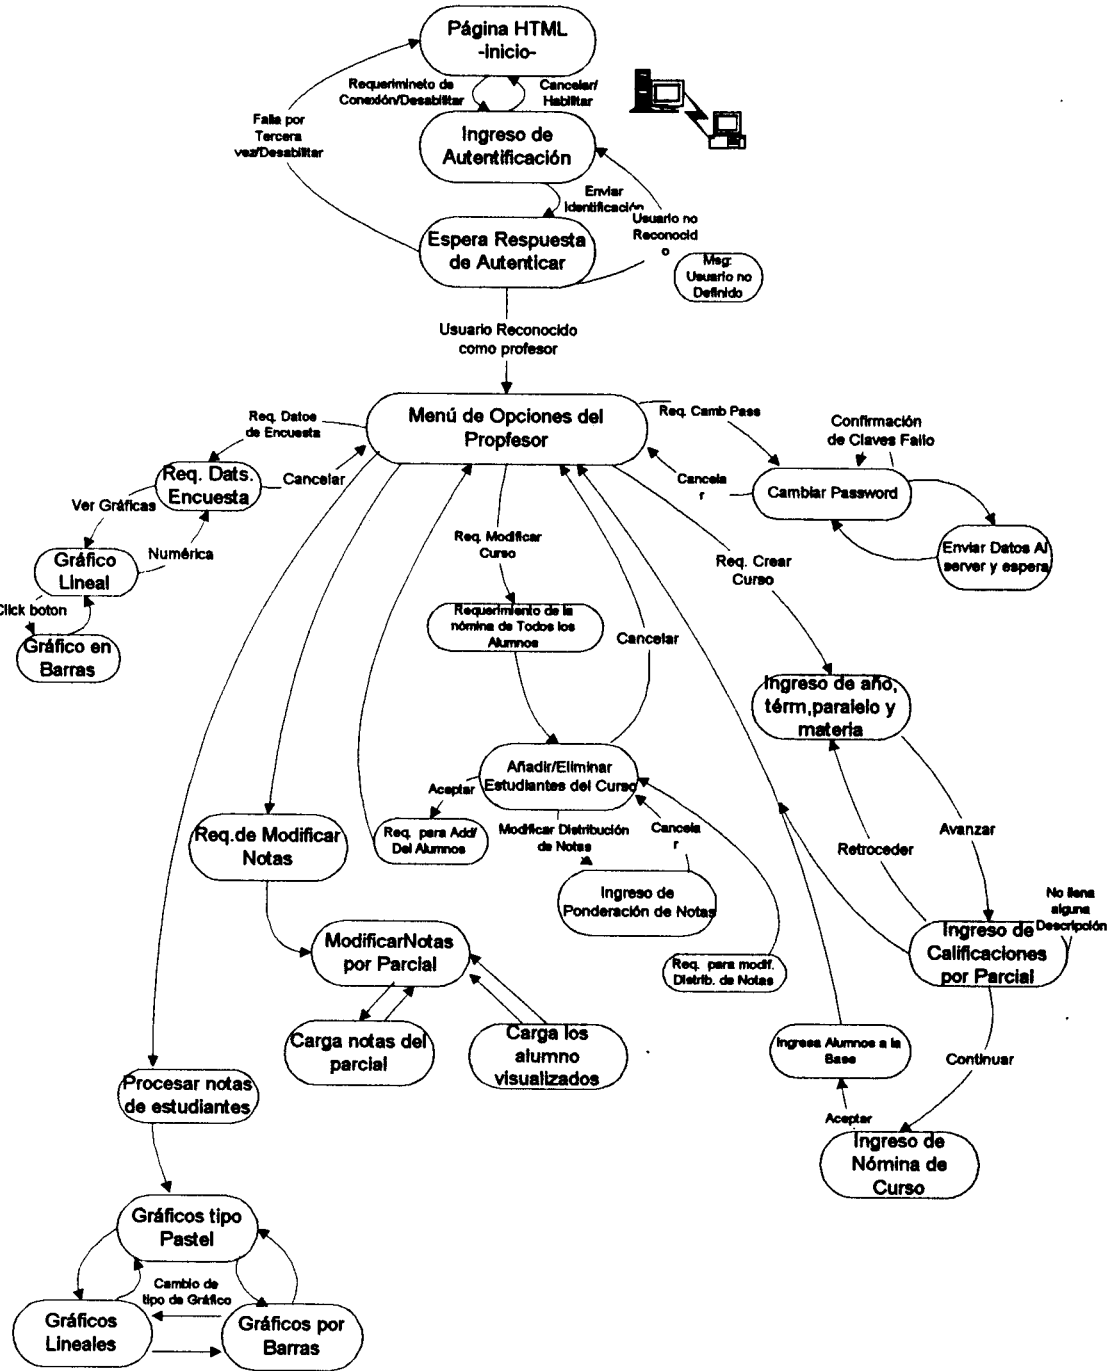 Página HTML
-inicio-
Requerimineto de
Conexión/Desabilitar
Cancelar/
Habilitar
Falla por
Tercera
vez/Desabilitar
Ingreso de
Autentificación
Enviar
Identificación
Usuario no
Reconocid
o
Espera Respuesta
de Autenticar
Msg:
Usuario no
Definido
Usuario Reconocido
como profesor
Menú de Opciones del
Propfesor
Req. Datos
de Encuesta
Req. Camb Pass
Confirmación
de Claves Fallo
Req. Dats.
Encuesta
Cancelar
Cancela
r
Cambiar Password
Ver Gráficas
Numérica
Gráfico
Lineal
Click boton
Gráfico en
Barras
Req. Modificar
Curso
Req. Crear
Curso
Enviar Datos Al
server y espera
Requerimiento de la
nómina de Todos los
Alumnos
Cancelar
Ingreso de año,
térm,paralelo y
materia
Añadir/Eliminar
Estudiantes del Curso
Aceptar
Req. para Add/
Del Alumnos
Modificar Distribución
de Notas
Cancela
r
Req.de Modificar
Notas
Retroceder
Avanzar
Ingreso de
Ponderación de Notas
No llena
alguna
Descripción
ModificarNotas
por Parcial
Req. para modif.
Distrib. de Notas
Ingreso de
Calificaciones
por Parcial
Carga notas del
parcial
Carga los
alumno
visualizados
Ingresa Alumnos a la
Base
Continuar
Procesar notas
de estudiantes
Aceptar
Ingreso de
Nómina de
Curso
Gráficos tipo
Pastel
Cambio de
tipo de Gráfico
Gráficos
Lineales
Gráficos por
Barras